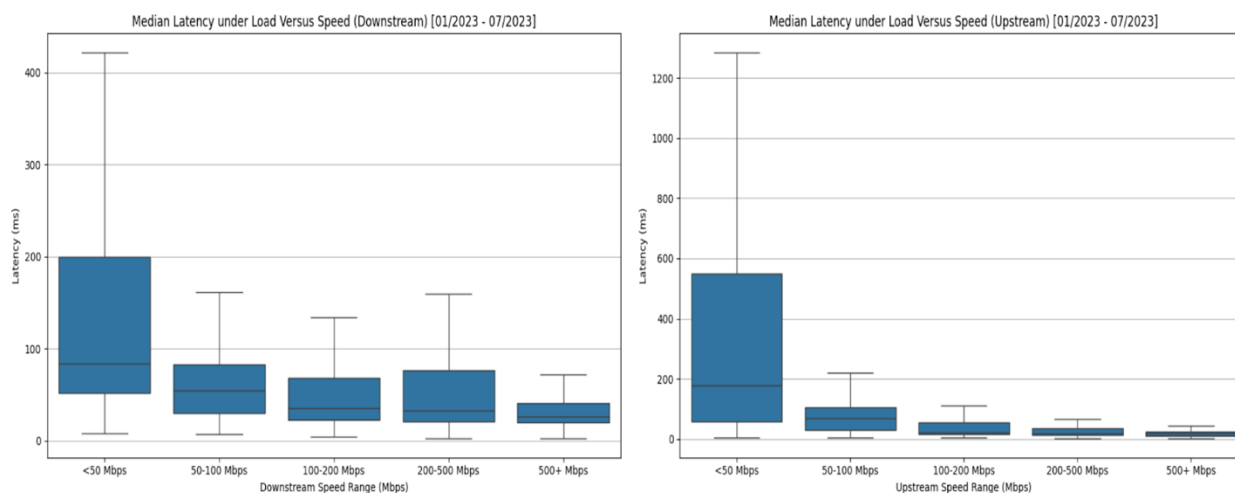 Median Latency under Load Versus Speed (Downstream) [01/2023 - 07/2023]
Latency (ms)
400
300
200
100
0
<50 Mbps
50-100 Mbps
100-200 Mbps
200-500 Mbps
500+ Mbps
Downstream Speed Range (Mbps)
Median Latency under Load Versus Speed (Upstream) [01/2023 - 07/2023]
Latency (ms)
1200
1000
800
600
400
200
0
<50 Mbps
50-100 Mbps
100-200 Mbps
200-500 Mbps
500+ Mbps
Upstream Speed Range (Mbps)